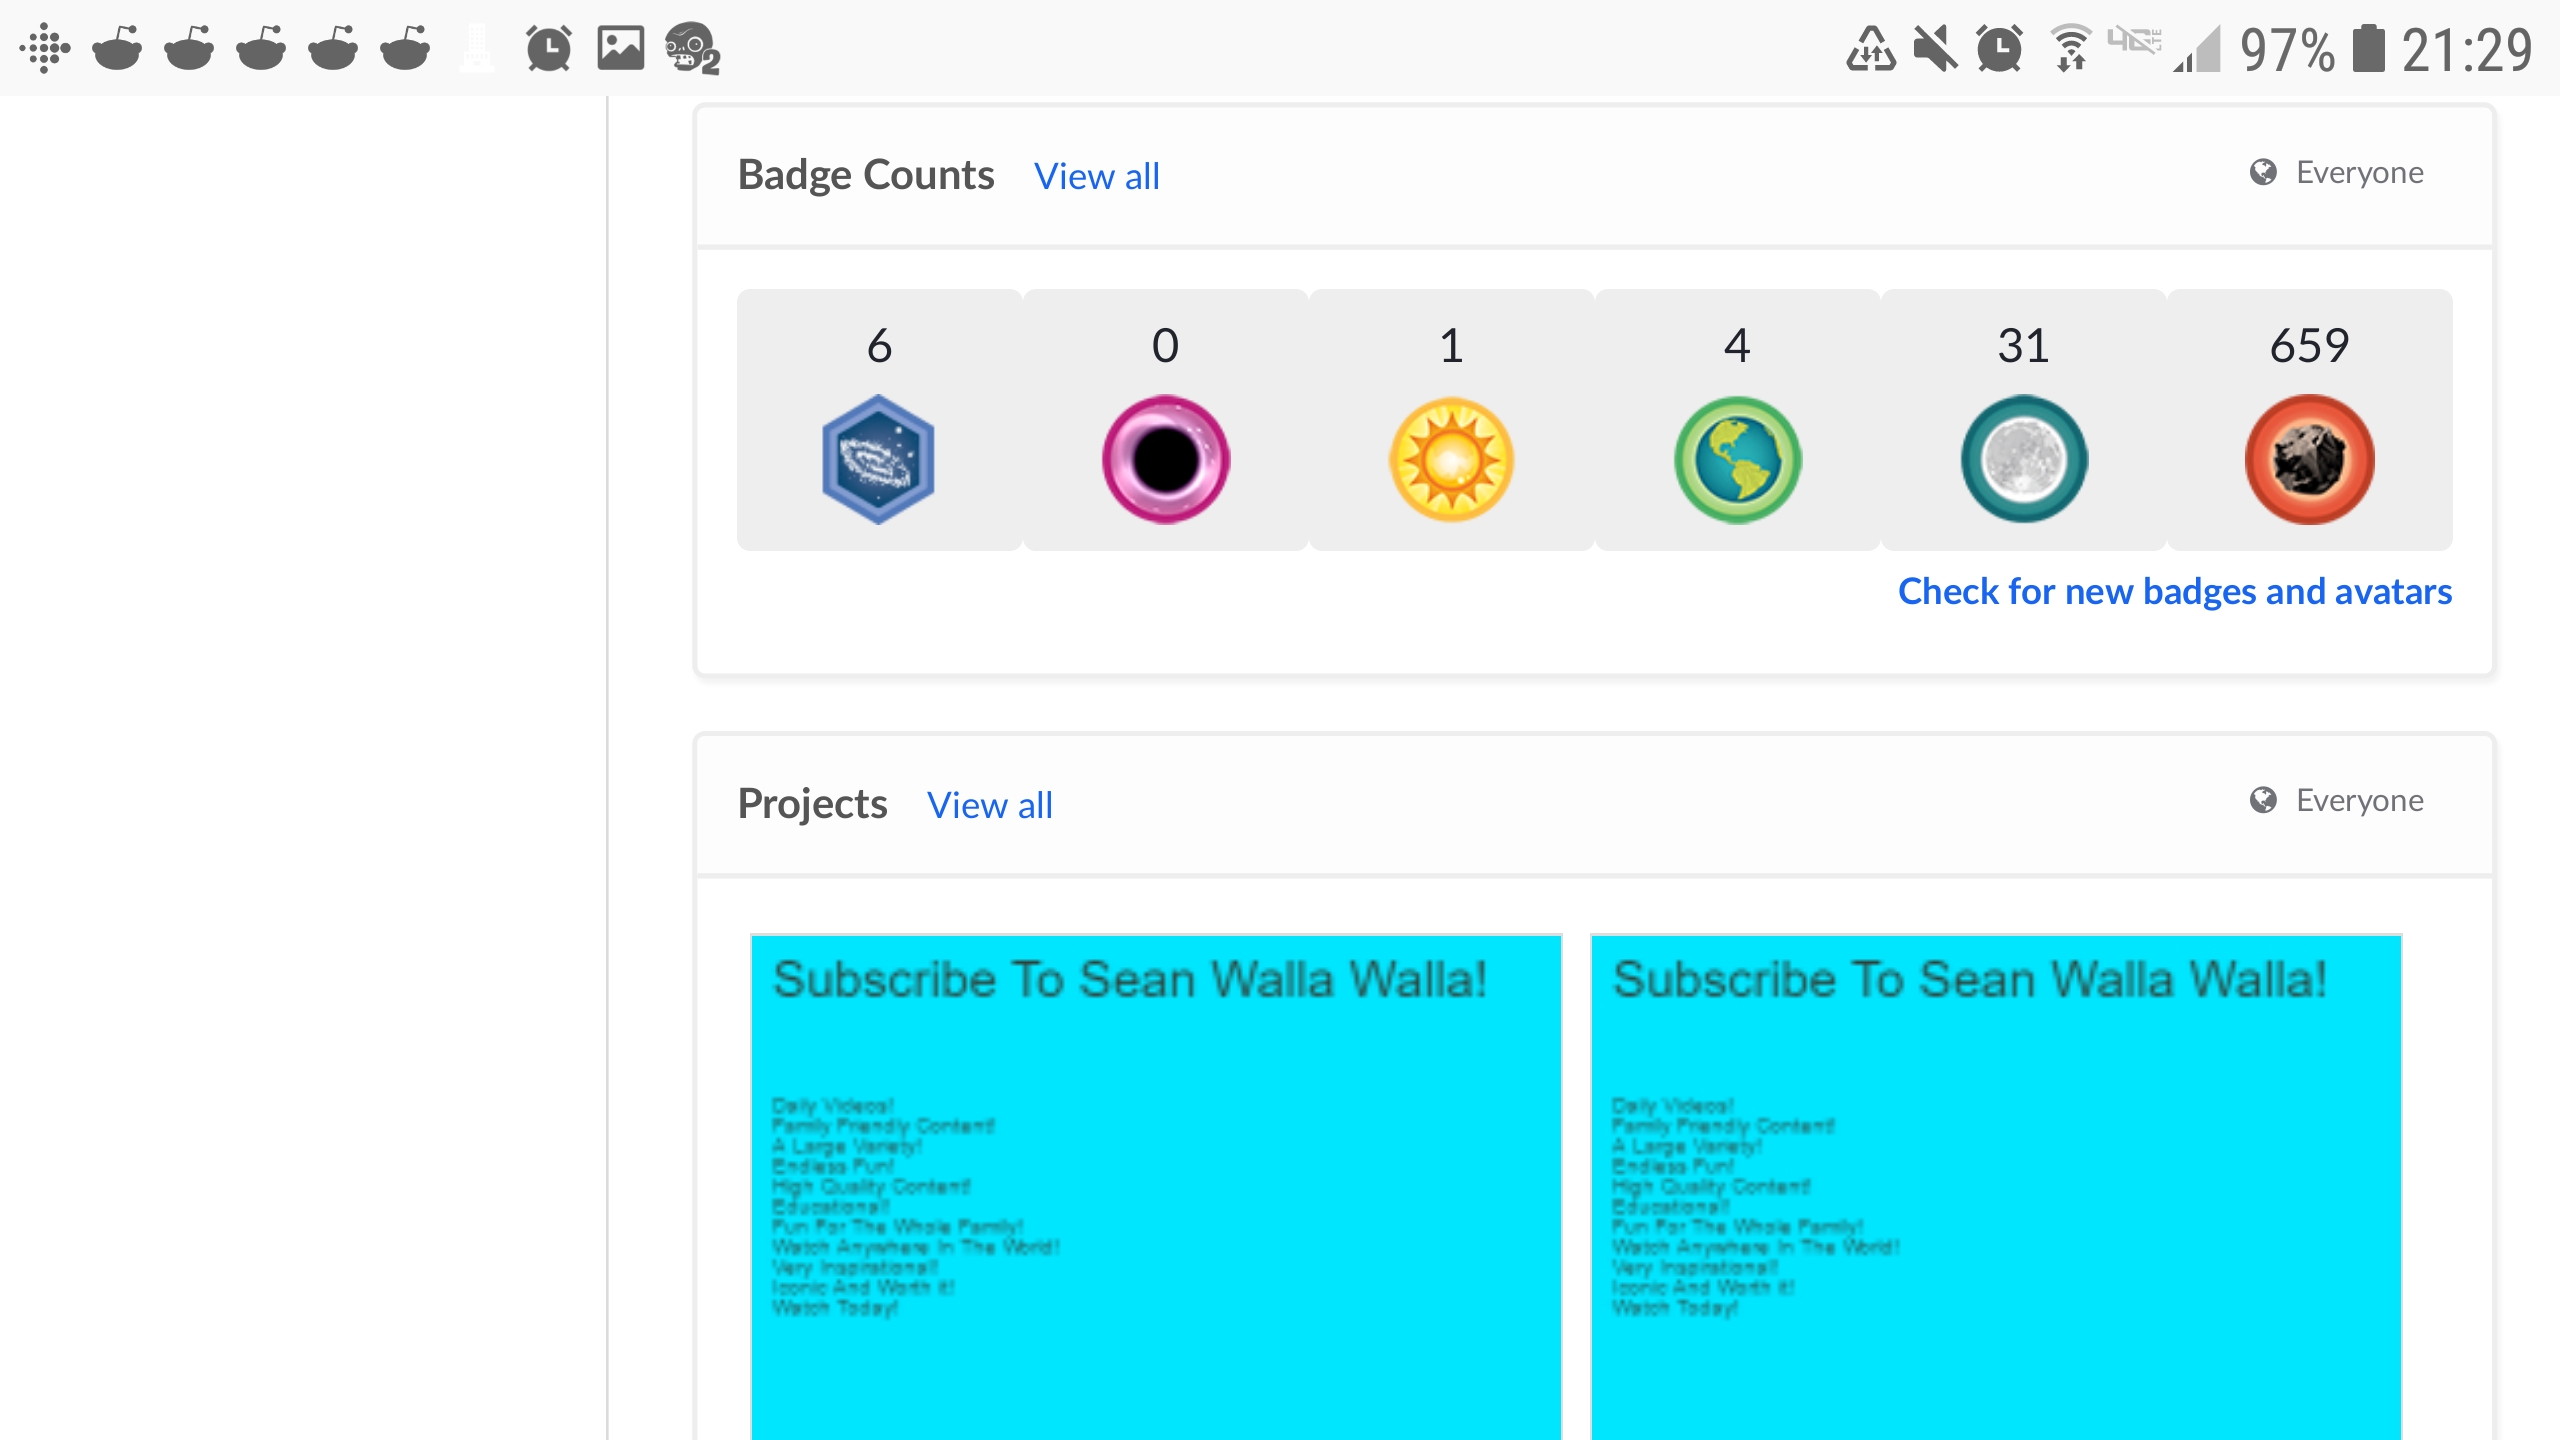 97% 21:29
Badge Counts View all Everyone
6 0 1 4 31 659
Check for new badges and avatars
Projects View all Everyone
Subscribe To Sean Walla Walla!
Daily Videos!
Family Friendly Content!
A Large Variety!
Endless Fun!
High Quality Content!
Educational!
Fun For The Whole Family!
Watch Anywhere In The World!
Very Inspirational!
Iconic And Worth it!
Watch Today!
Subscribe To Sean Walla Walla!
Daily Videos!
Family Friendly Content!
A Large Variety!
Endless Fun!
High Quality Content!
Educational!
Fun For The Whole Family!
Watch Anywhere In The World!
Very Inspirational!
Iconic And Worth it!
Watch Today!